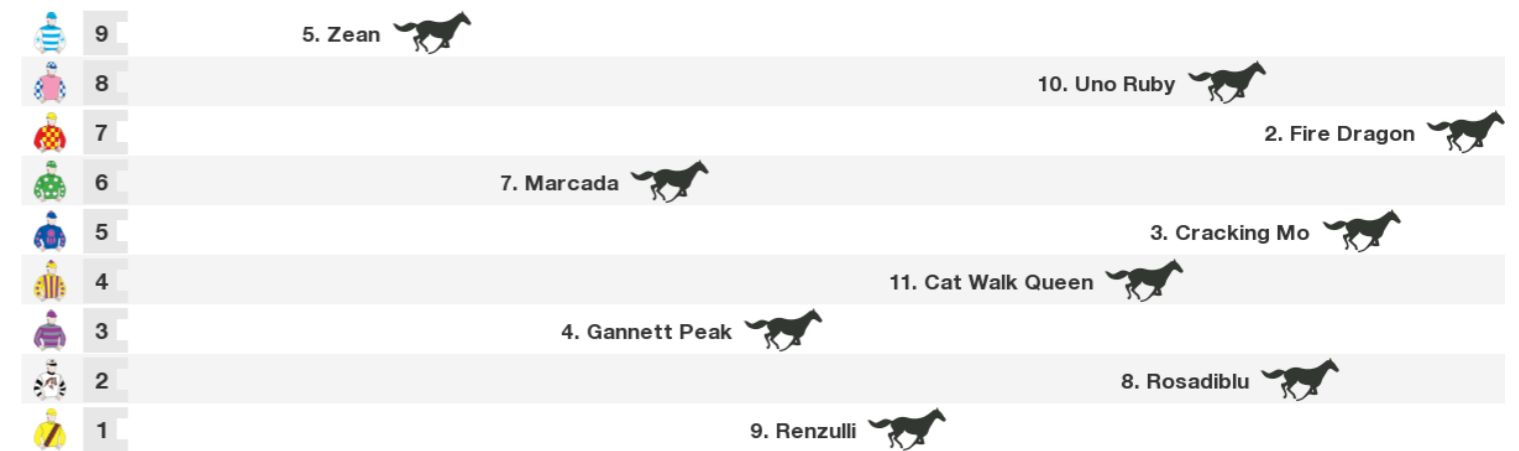 9 5. Zean
8 10. Uno Ruby
7 2. Fire Dragon
6 7. Marcada
5 3. Cracking Mo
4 11. Cat Walk Queen
3 4. Gannett Peak
2 8. Rosadiblu
1 9. Renzulli